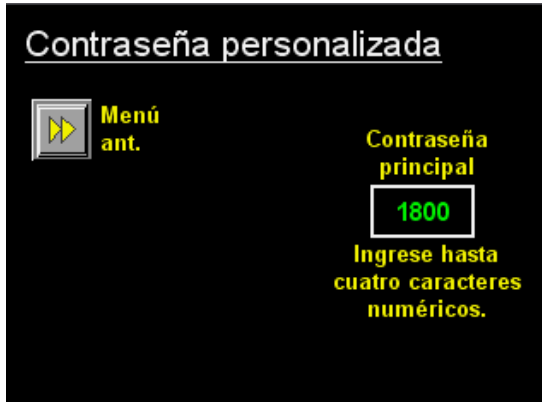 Contraseña personalizada
Menú
ant.
Contraseña
principal
1800
Ingrese hasta
cuatro caracteres
numéricos.